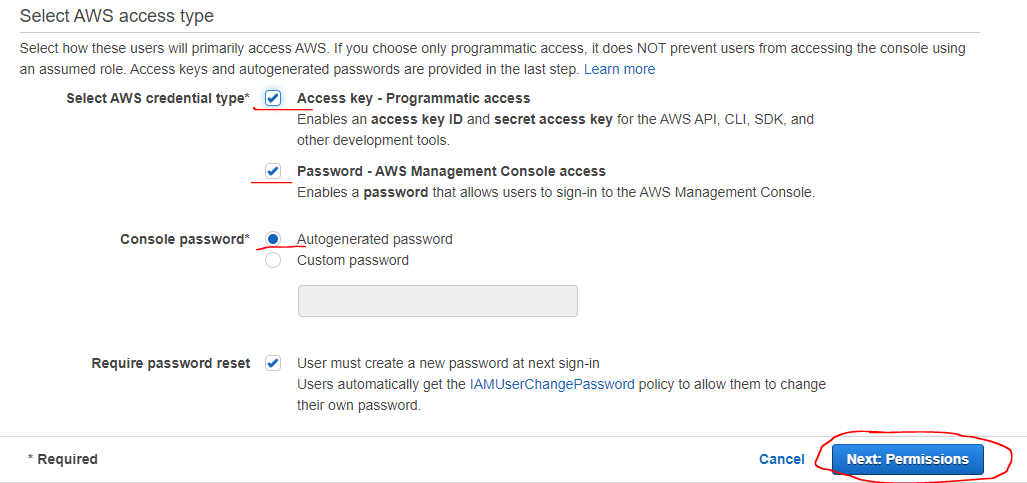 Select AWS access type
Select how these users will primarily access AWS. If you choose only programmatic access, it does NOT prevent users from accessing the console using
an assumed role. Access keys and autogenerated passwords are provided in the last step. Learn more
Select AWS credential type* Access key - Programmatic access
Enables an access key ID and secret access key for the AWS API, CLI, SDK, and
other development tools.
Password - AWS Management Console access
Enables a password that allows users to sign-in to the AWS Management Console.
Console password* Autogenerated password
Custom password
Require password reset User must create a new password at next sign-in
Users automatically get the IAMUserChangePassword policy to allow them to change
their own password.
* Required Cancel Next: Permissions